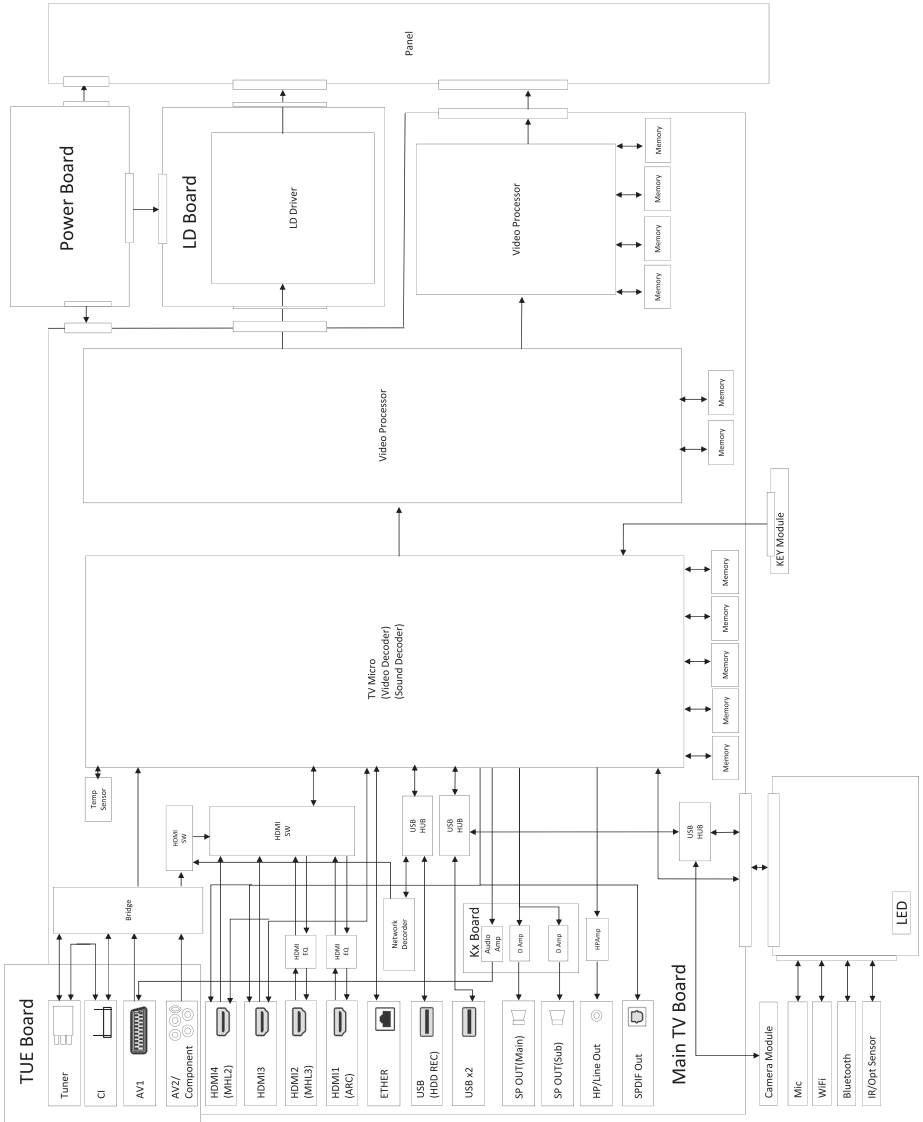 Panel
Power Board
LD Board
LD Driver
Video Processor
Memory
Memory
Memory
Memory
Video Processor
Memory
Memory
KEY Module
TV Micro
(Video Decoder)
(Sound Decoder)
Memory
Memory
Memory
Memory
Memory
Temp
Sensor
HDMI
SW
HDMI
SW
USB
HUB
USB
HUB
USB
HUB
Bridge
HDMI
EQ
HDMI
EQ
Network
Decorder
Kx Board
Audio
Amp
D Amp
D Amp
HPAmp
LED
TUE Board
Tuner
CI
AV1
AV2/
Component
HDMI4
(MHL2)
HDMI3
HDMI2
(MHL3)
HDMI1
(ARC)
ETHER
USB
(HDD REC)
USB x2
SP OUT(Main)
SP OUT(Sub)
HP/Line Out
SPDIF Out
Main TV Board
Camera Module
Mic
WiFi
Bluetooth
IR/Opt Sensor